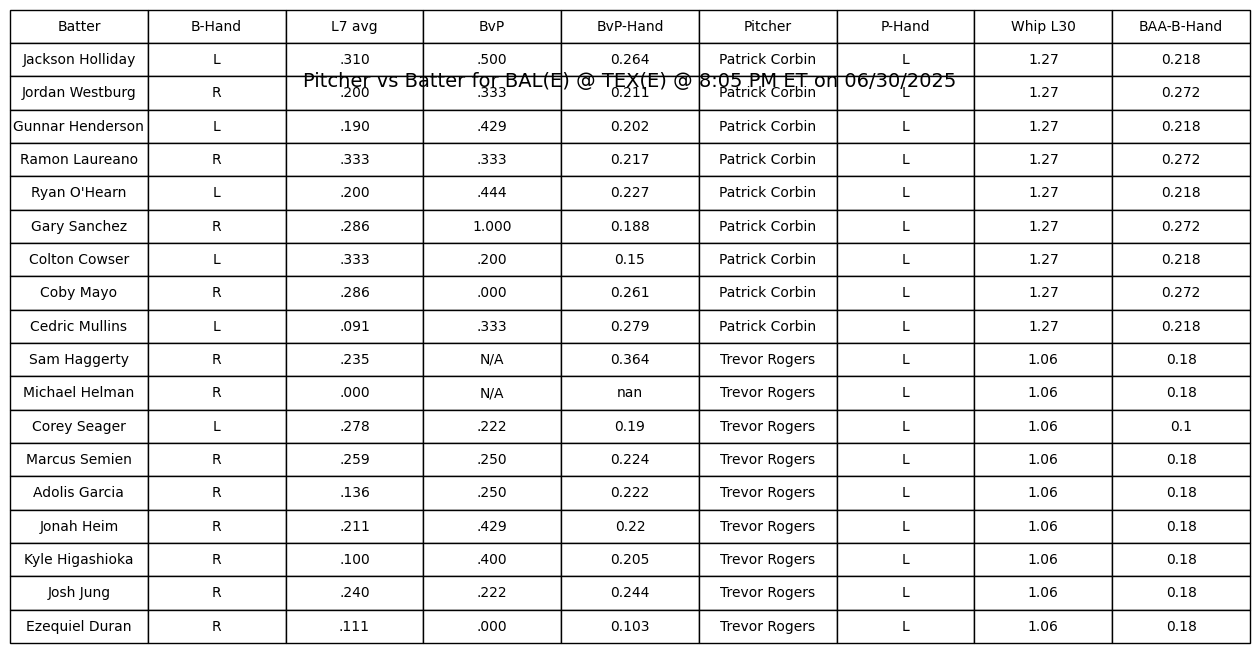 Batter B-Hand L7 avg BvP BvP-Hand Pitcher P-Hand Whip L30 BAA-B-Hand
Jackson Holliday L .310 .500 0.264 Patrick Corbin L 1.27 0.218
Pitcher vs Batter for BAL(E) @ TEX(E) @ 8:05 PM ET on 06/30/2025
Jordan Westburg R .200 .333 0.211 Patrick Corbin L 1.27 0.272
Gunnar Henderson L .190 .429 0.202 Patrick Corbin L 1.27 0.218
Ramon Laureano R .333 .333 0.217 Patrick Corbin L 1.27 0.272
Ryan O'Hearn L .200 .444 0.227 Patrick Corbin L 1.27 0.218
Gary Sanchez R .286 1.000 0.188 Patrick Corbin L 1.27 0.272
Colton Cowser L .333 .200 0.15 Patrick Corbin L 1.27 0.218
Coby Mayo R .286 .000 0.261 Patrick Corbin L 1.27 0.272
Cedric Mullins L .091 .333 0.279 Patrick Corbin L 1.27 0.218
Sam Haggerty R .235 N/A 0.364 Trevor Rogers L 1.06 0.18
Michael Helman R .000 N/A nan Trevor Rogers L 1.06 0.18
Corey Seager L .278 .222 0.19 Trevor Rogers L 1.06 0.1
Marcus Semien R .259 .250 0.224 Trevor Rogers L 1.06 0.18
Adolis Garcia R .136 .250 0.222 Trevor Rogers L 1.06 0.18
Jonah Heim R .211 .429 0.22 Trevor Rogers L 1.06 0.18
Kyle Higashioka R .100 .400 0.205 Trevor Rogers L 1.06 0.18
Josh Jung R .240 .222 0.244 Trevor Rogers L 1.06 0.18
Ezequiel Duran R .111 .000 0.103 Trevor Rogers L 1.06 0.18